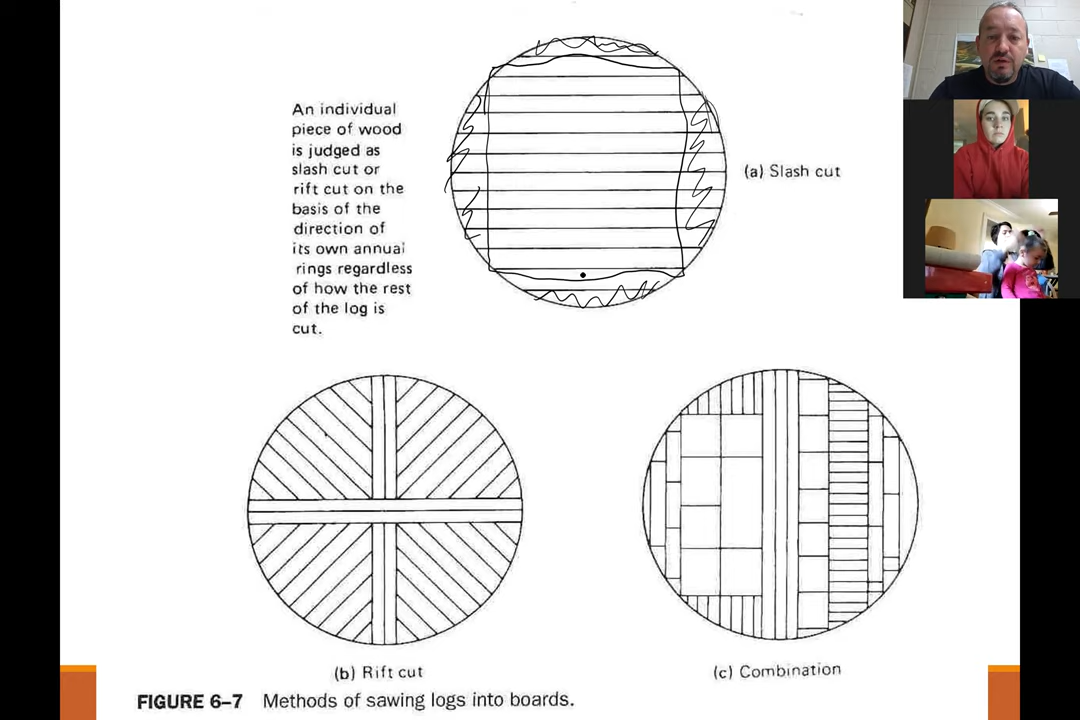 An individual
piece of wood
is judged as
slash cut or
rift cut on the
basis of the
direction of
its own annual
rings regardless
of how the rest
of the log is
cut.
(a) Slash cut
(b) Rift cut
(c) Combination
FIGURE 6–7 Methods of sawing logs into boards.